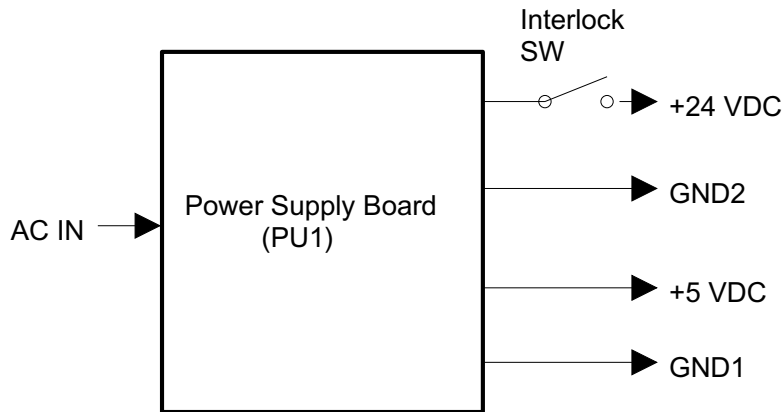 Interlock
SW
+24 VDC
Power Supply Board
(PU1)
GND2
AC IN
+5 VDC
GND1